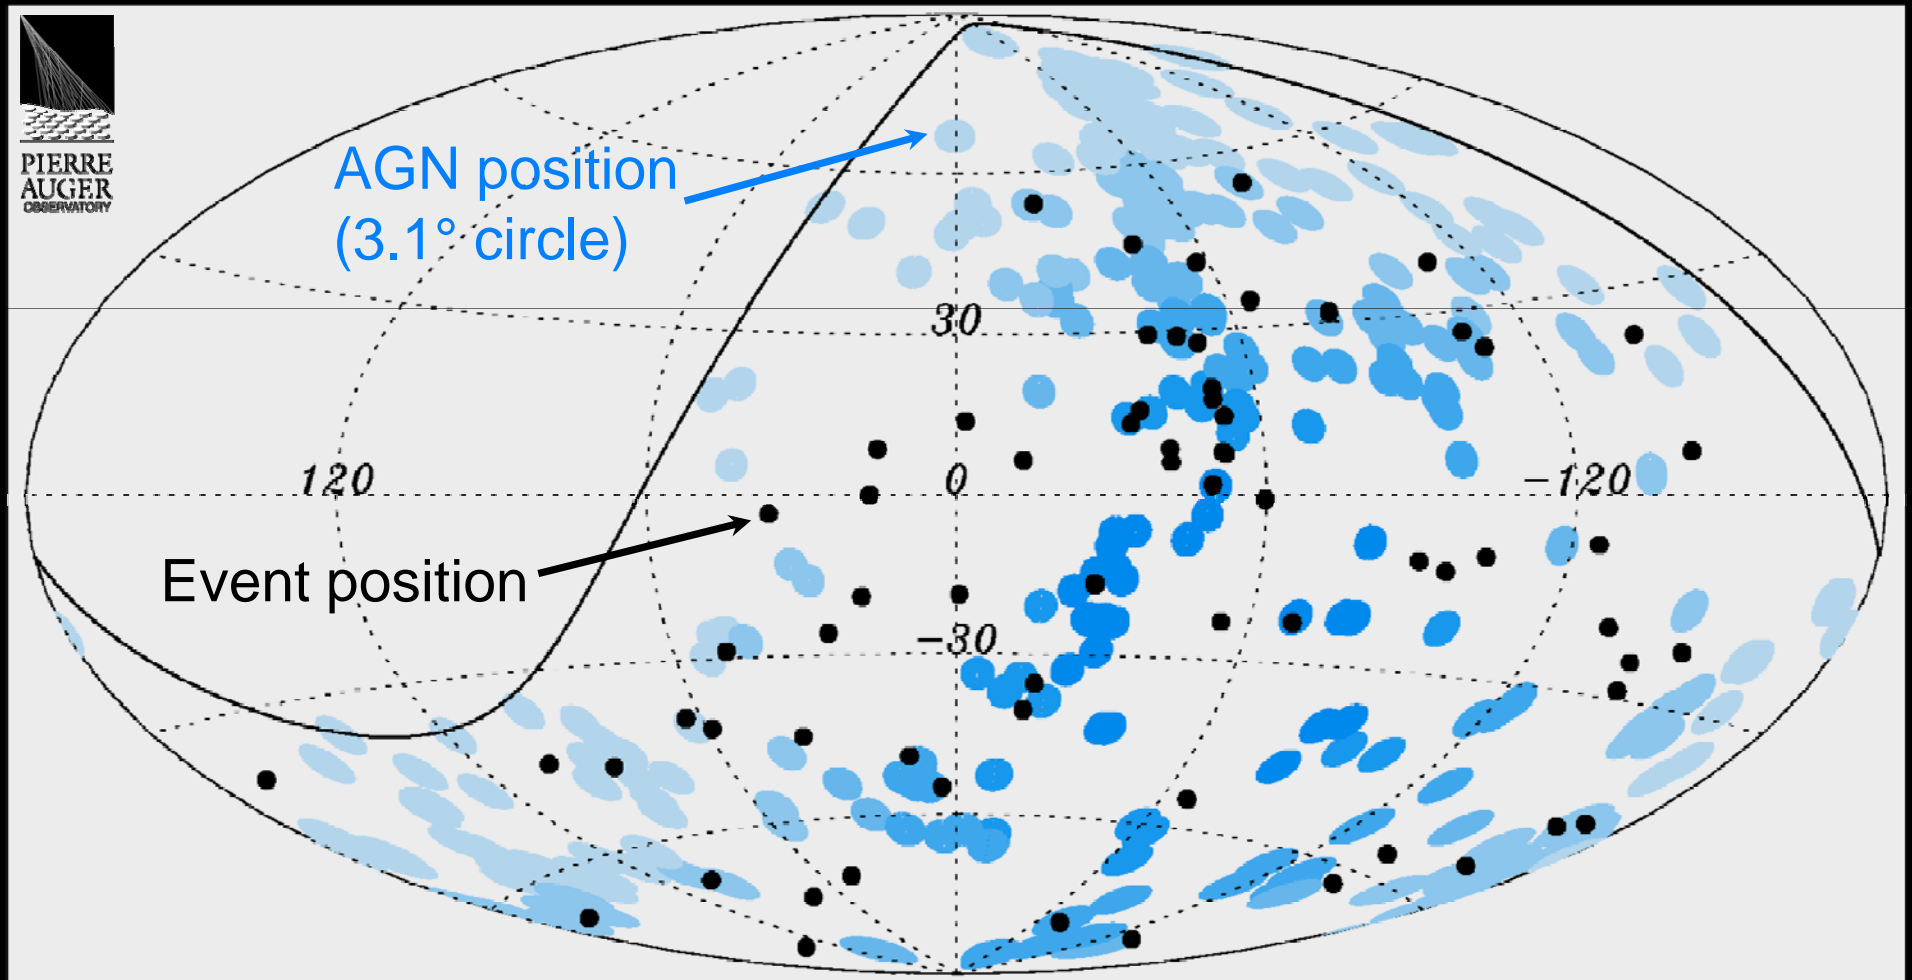 PIERRE
AUGER
OBSERVATORY
AGN position
(3.1° circle)
30
120
0
−120
Event position
−30